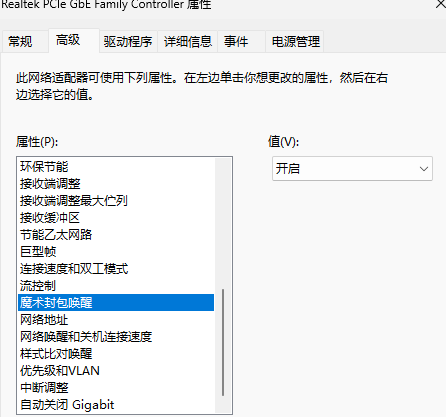 Realtek PCIe GbE Family Controller 属性
常规 高级 驱动程序 详细信息 事件 电源管理
此网络适配器可使用下列属性。在左边单击你想更改的属性，然后在右
边选择它的值。
属性(P): 值(V):
环保节能 开启
接收端调整
接收端调整最大伫列
接收缓冲区
节能乙太网路
巨型帧
连接速度和双工模式
流控制
魔术封包唤醒
网络地址
网络唤醒和关机连接速度
样式比对唤醒
优先级和VLAN
中断调整
自动关闭 Gigabit